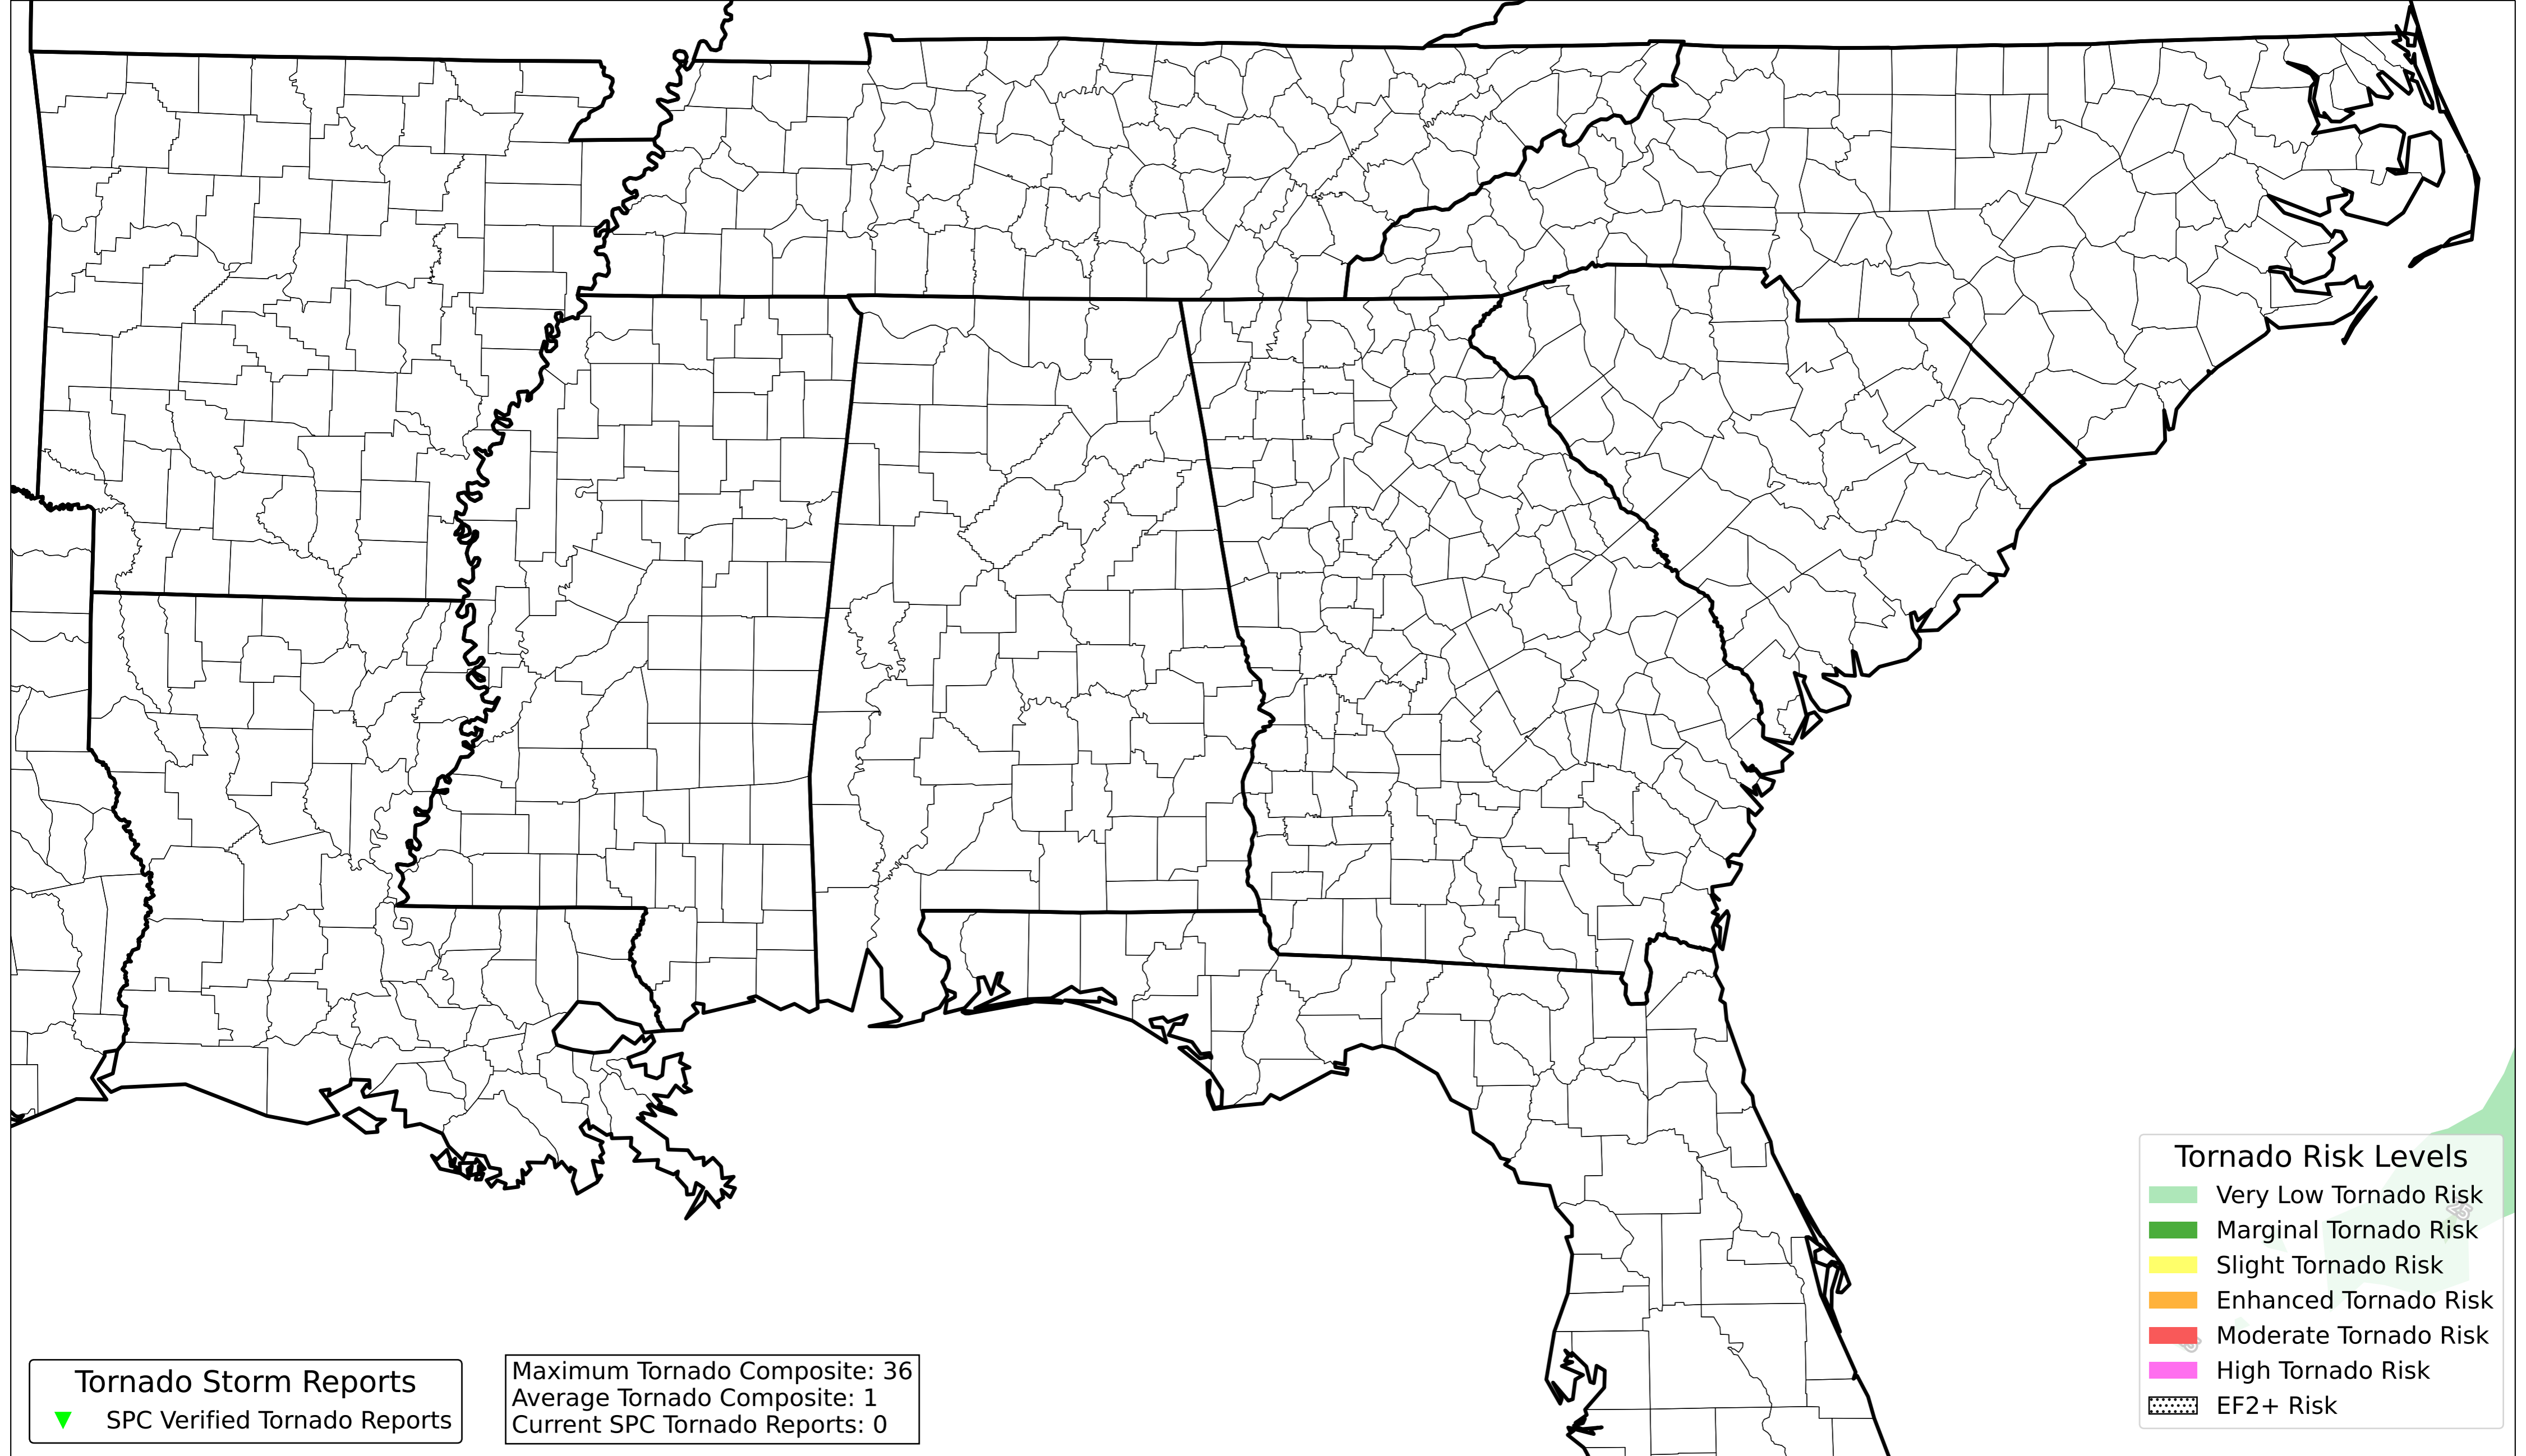 Tornado Risk Levels
Very Low Tornado Risk
25
Marginal Tornado Risk
Slight Tornado Risk
Enhanced Tornado Risk
Moderate Tornado Risk
High Tornado Risk
EF2+ Risk
Tornado Storm Reports
SPC Verified Tornado Reports
Maximum Tornado Composite: 36
Average Tornado Composite: 1
Current SPC Tornado Reports: 0